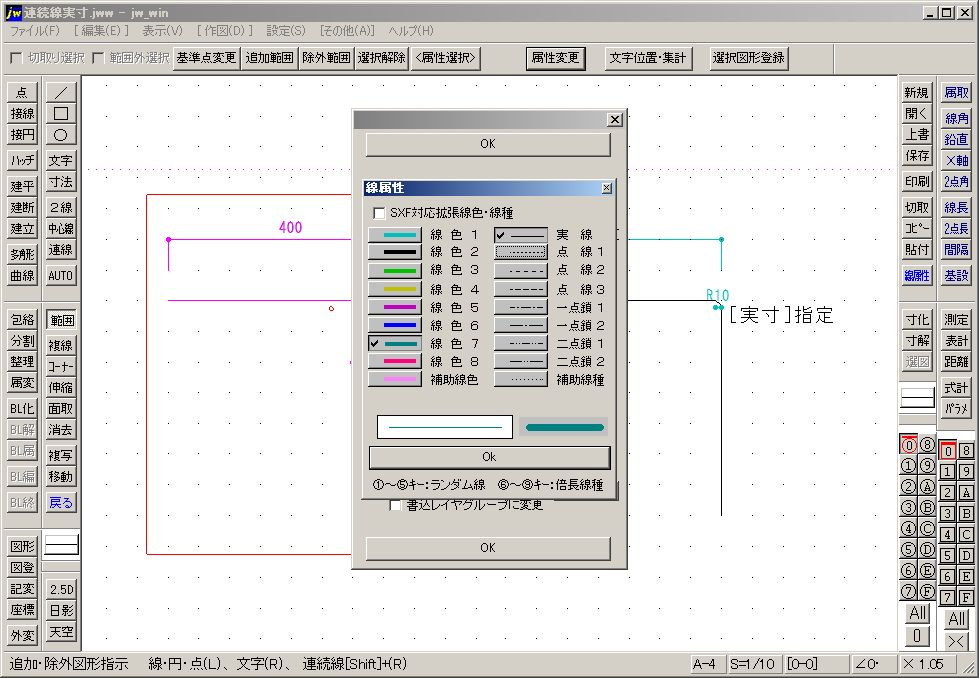 連続線実寸.jww - jw_win
ファイル(F) [編集(E)] 表示(V) [作図(D)] 設定(S) [その他(A)] ヘルプ(H)
切取り選択 範囲外選択 基準点変更 追加範囲 除外範囲 選択解除 <属性選択> 属性変更 文字位置・集計 選択図形登録
点
接線
接円
ハッチ 文字
建平 寸法
建断 2線
建立 中心線
多角形 連線
曲線 AUTO
包絡 範囲
分割 複線
整理 コーナー
属変 伸縮
BL化 面取
BL解 消去
BL属 複写
BL編 移動
BL終 戻る
図形
図登
記変 2.5D
座標 日影
外変 天空
400
R10
[実寸]指定
OK
線属性
SXF対応拡張線色・線種
線 色 1 実 線
線 色 2 点 線 1
線 色 3 点 線 2
線 色 4 点 線 3
線 色 5 一点鎖 1
線 色 6 一点鎖 2
線 色 7 二点鎖 1
線 色 8 二点鎖 2
補助線色 補助線種
Ok
①~⑤キー:ランダム線 ⑥~⑨キー:倍長線種
書込レイヤグループに変更
OK
新規 属取
開く 線角
上書 鉛直
保存 ×軸
印刷 2点角
切取 線長
コピー 2点長
貼付 間隔
線属性 基設
寸化 測定
寸解 表計
選図 距離
式計
パラメ
⓪ ⑧ 0 8
① ⑨ 1 9
② Ⓐ 2 A
③ Ⓑ 3 B
④ Ⓒ 4 C
⑤ Ⓓ 5 D
⑥ Ⓔ 6 E
⑦ Ⓕ 7 F
All All
0 ×
追加・除外図形指示 線・円・点(L)、文字(R)、連続線[Shift]+(R)
A-4 S=1/10 [0-0] ∠0 × 1.05